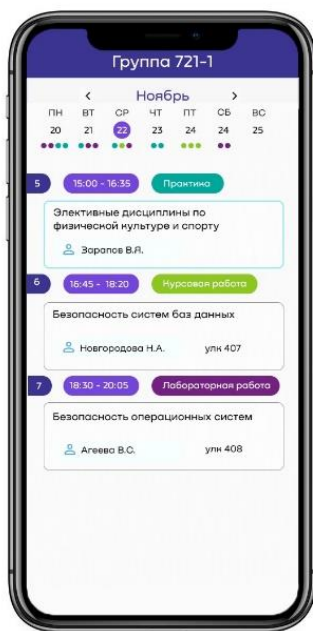 Группа 721-1
< Ноябрь >
ПН ВТ СР ЧТ ПТ СБ ВС
20 21 22 23 24 24 25
5 15:00 - 16:35 Практика
Элективные дисциплины по
физической культуре и спорту
Зарапов В.Я.
6 16:45 - 18:20 Курсовая работа
Безопасность систем баз данных
Новгородова Н.А. улк 407
7 18:30 - 20:05 Лабораторная работа
Безопасность операционных систем
Агеева В.С. улк 408